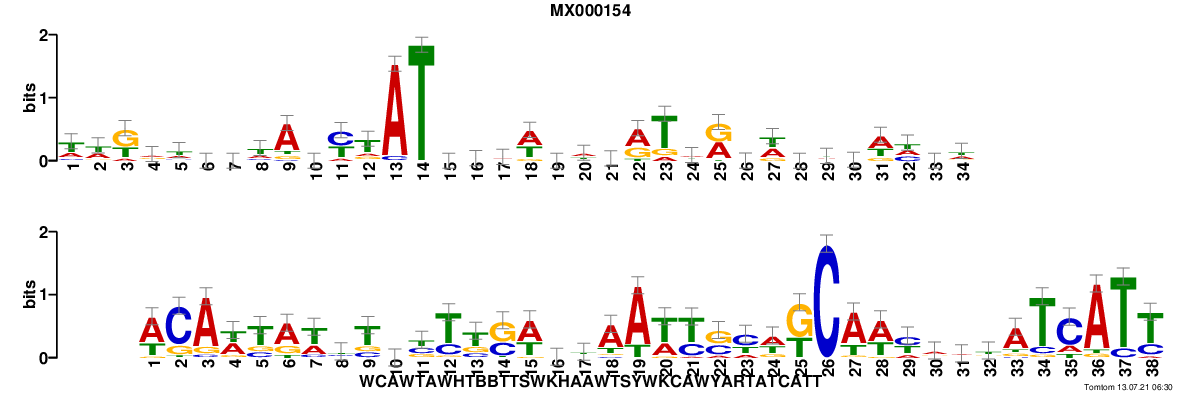 MX000154
bits
2
1
0
1 2 3 4 5 6 7 8 9 10 11 12 13 14 15 16 17 18 19 20 21 22 23 24 25 26 27 28 29 30 31 32 33 34
bits
2
1
0
1 2 3 4 5 6 7 8 9 10 11 12 13 14 15 16 17 18 19 20 21 22 23 24 25 26 27 28 29 30 31 32 33 34 35 36 37 38
WCAWTAWHTBBTTSWKHAAWTSYWKCAWYARTATCATT
Tomtom 13.07.21 06:30